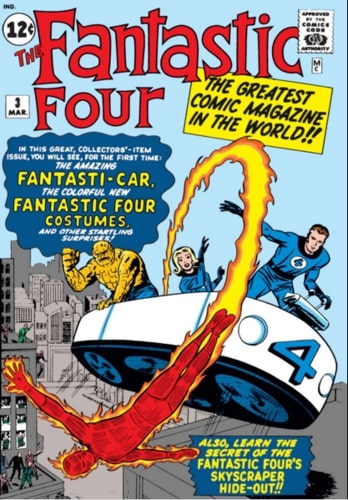 IND.
12¢
THE
Fantastic
Four
APPROVED
BY THE
COMICS
CODE
AUTHORITY
M
C
3
MAR.
THE GREATEST
COMIC MAGAZINE
IN THE WORLD!!
IN THIS GREAT, COLLECTORS'-ITEM
ISSUE, YOU WILL SEE, FOR THE FIRST TIME:
THE AMAZING
FANTASTI-CAR,
THE COLORFUL NEW
FANTASTIC FOUR
COSTUMES,
AND OTHER STARTLING
SURPRISES!
4
4
ALSO, LEARN THE
SECRET OF THE
FANTASTIC FOUR'S
SKYSCRAPER
HIDE-OUT!!